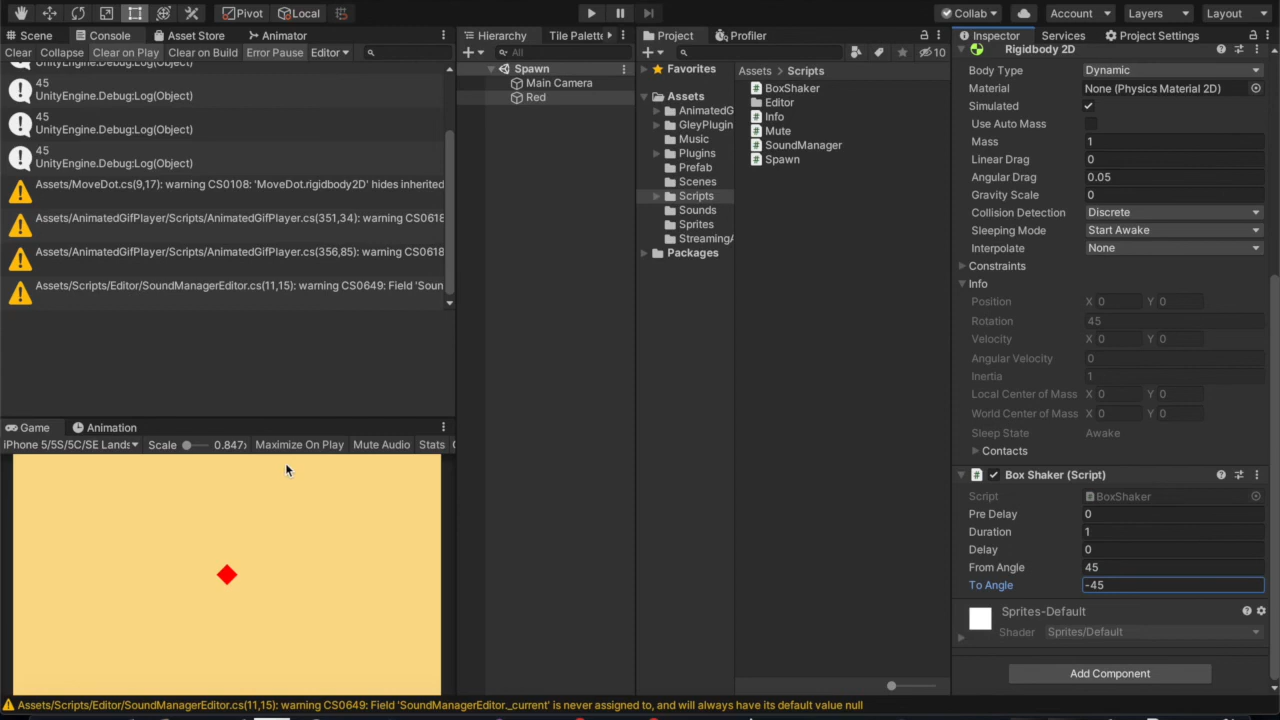 Pivot
Local
Collab
Account
Layers
Layout
Scene
Console
Asset Store
Animator
Clear
Collapse
Clear on Play
Clear on Build
Error Pause
Editor
UnityEngine.Debug:Log(Object)
45
UnityEngine.Debug:Log(Object)
45
UnityEngine.Debug:Log(Object)
45
UnityEngine.Debug:Log(Object)
Assets/MoveDot.cs(9,17): warning CS0108: 'MoveDot.rigidbody2D' hides inherited
Assets/AnimatedGifPlayer/Scripts/AnimatedGifPlayer.cs(351,34): warning CS0618
Assets/AnimatedGifPlayer/Scripts/AnimatedGifPlayer.cs(356,85): warning CS0618
Assets/Scripts/Editor/SoundManagerEditor.cs(11,15): warning CS0649: Field 'Soun
Game
Animation
iPhone 5/5S/5C/SE Lands
Scale
0.847x
Maximize On Play
Mute Audio
Stats
Hierarchy
Tile Palette
All
Spawn
Main Camera
Red
Project
Profiler
10
Favorites
Assets
AnimatedG
GleyPlugin
Music
Plugins
Prefab
Scenes
Scripts
Sounds
Sprites
StreamingA
Packages
Assets > Scripts
BoxShaker
Editor
Info
Mute
SoundManager
Spawn
Inspector
Services
Project Settings
Rigidbody 2D
Body Type Dynamic
Material None (Physics Material 2D)
Simulated
Use Auto Mass
Mass 1
Linear Drag 0
Angular Drag 0.05
Gravity Scale 0
Collision Detection Discrete
Sleeping Mode Start Awake
Interpolate None
Constraints
Info
Position X 0 Y 0
Rotation 45
Velocity X 0 Y 0
Angular Velocity 0
Inertia 1
Local Center of Mass X 0 Y 0
World Center of Mass X 0 Y 0
Sleep State Awake
Contacts
Box Shaker (Script)
Script BoxShaker
Pre Delay 0
Duration 1
Delay 0
From Angle 45
To Angle -45
Sprites-Default
Shader Sprites/Default
Add Component
Assets/Scripts/Editor/SoundManagerEditor.cs(11,15): warning CS0649: Field 'SoundManagerEditor._current' is never assigned to, and will always have its default value null